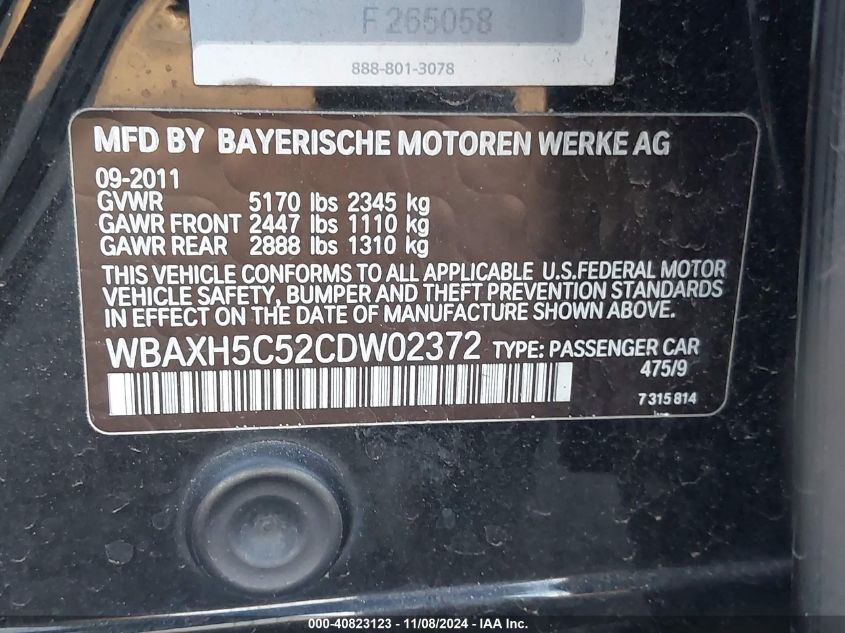 F 265058
888-801-3078
MFD BY BAYERISCHE MOTOREN WERKE AG
09-2011
GVWR 5170 lbs 2345 kg
GAWR FRONT 2447 lbs 1110 kg
GAWR REAR 2888 lbs 1310 kg
THIS VEHICLE CONFORMS TO ALL APPLICABLE U.S.FEDERAL MOTOR
VEHICLE SAFETY, BUMPER AND THEFT PREVENTION STANDARDS
IN EFFECT ON THE DATE OF MANUFACTURE SHOWN ABOVE.
WBAXH5C52CDW02372 TYPE: PASSENGER CAR
475/9
7 315 814
000-40823123 - 11/08/2024 - IAA Inc.